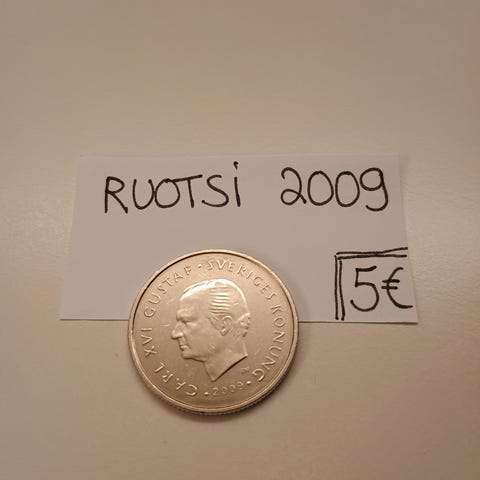 RUOTSi 2009
5€
CARL XVI GUSTAF · SVERIGES KONUNG
· 2009 ·